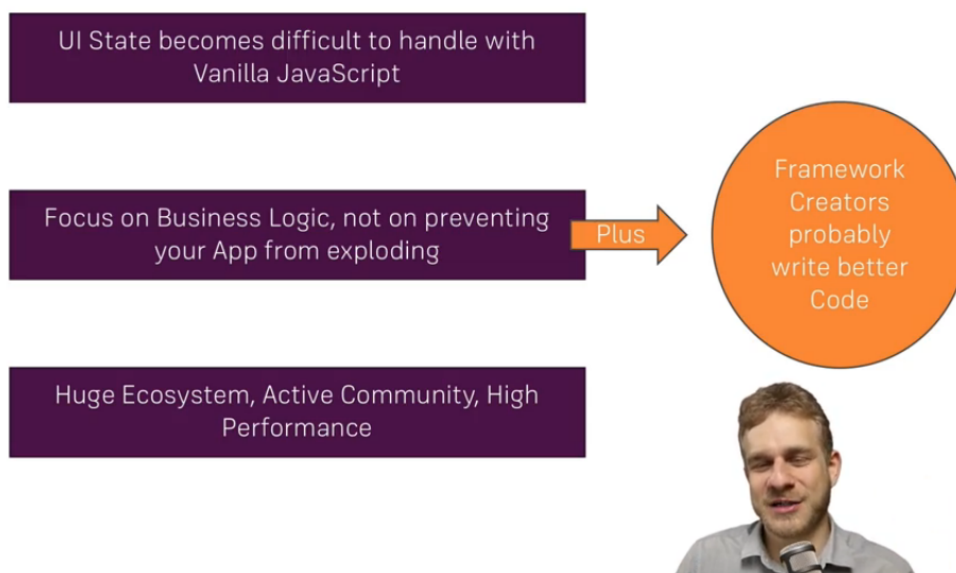 UI State becomes difficult to handle with
Vanilla JavaScript
Focus on Business Logic, not on preventing
your App from exploding
Plus
Framework
Creators
probably
write better
Code
Huge Ecosystem, Active Community, High
Performance